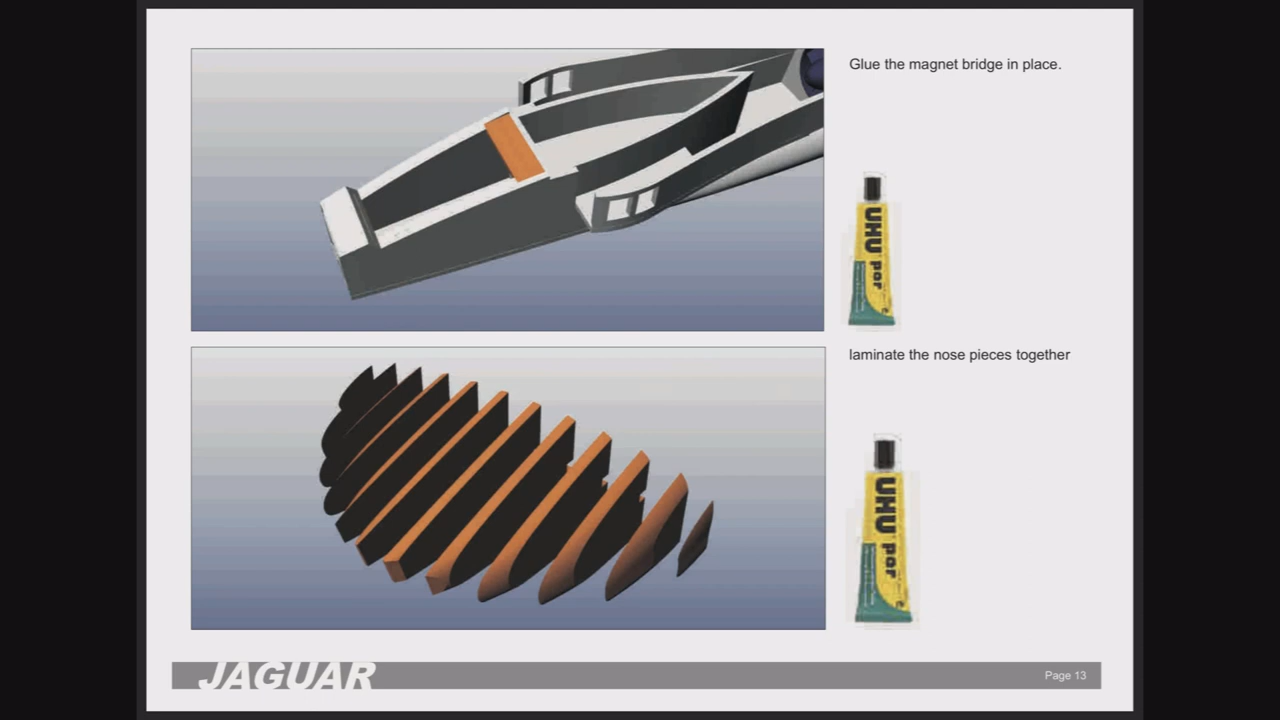 Glue the magnet bridge in place.
UHU por
laminate the nose pieces together
UHU por
JAGUAR
Page 13